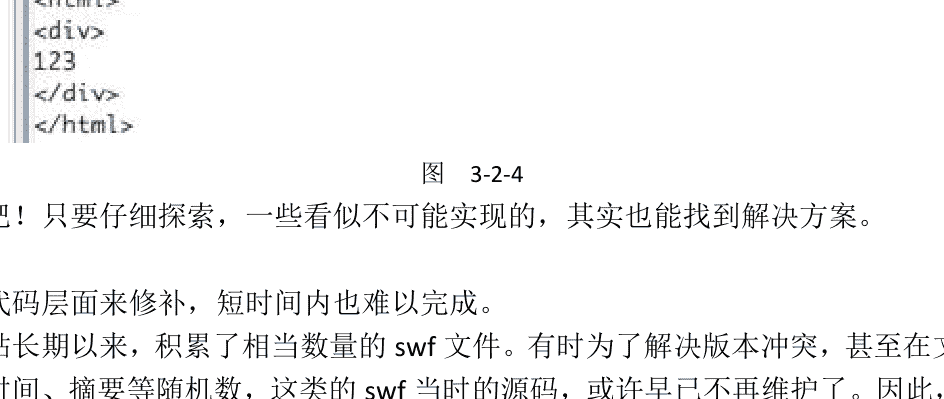 <html>
<div>
123
</div>
</html>
图 3-2-4
吧！只要仔细探索，一些看似不可能实现的，其实也能找到解决方案。
代码层面来修补，短时间内也难以完成。
站长期以来，积累了相当数量的 swf 文件。有时为了解决版本冲突，甚至在文
时间、摘要等随机数，这类的 swf 当时的源码，或许早已不再维护了。因此，